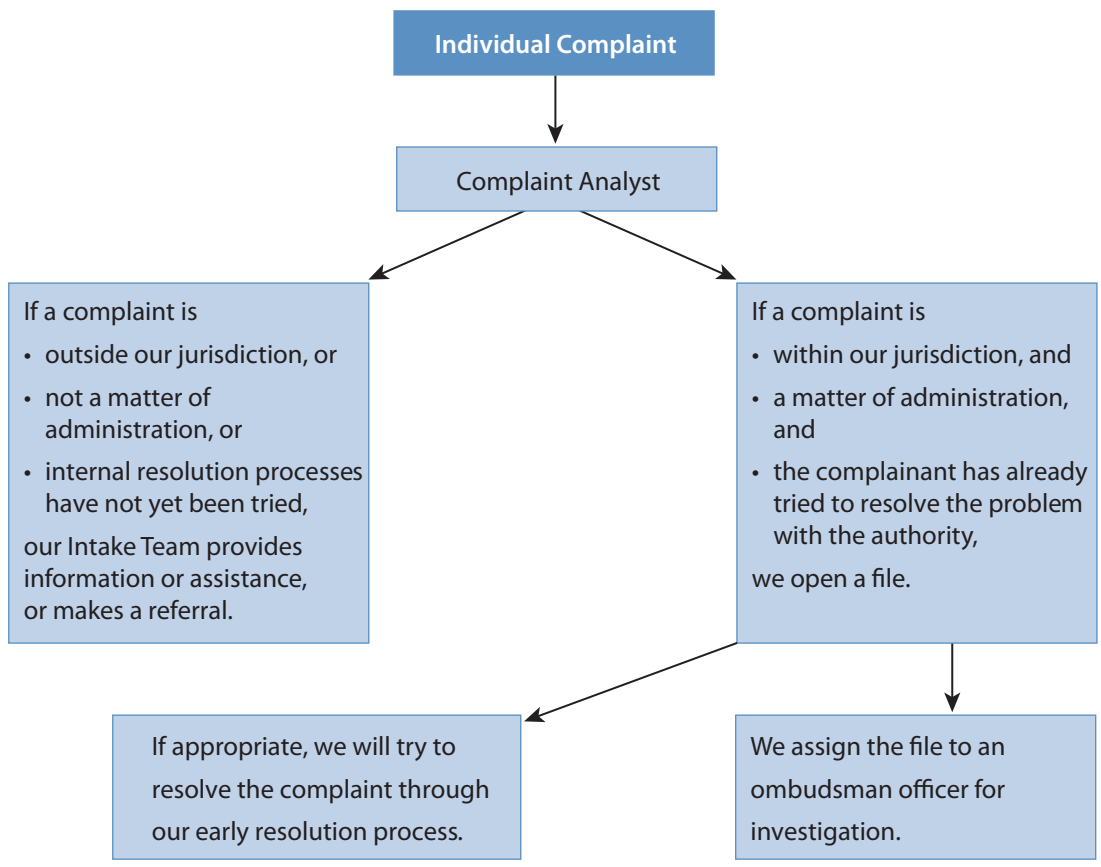 Individual Complaint
Complaint Analyst
If a complaint is
• outside our jurisdiction, or
• not a matter of
administration, or
• internal resolution processes
have not yet been tried,
our Intake Team provides
information or assistance,
or makes a referral.
If a complaint is
• within our jurisdiction, and
• a matter of administration,
and
• the complainant has already
tried to resolve the problem
with the authority,
we open a file.
If appropriate, we will try to
resolve the complaint through
our early resolution process.
We assign the file to an
ombudsman officer for
investigation.